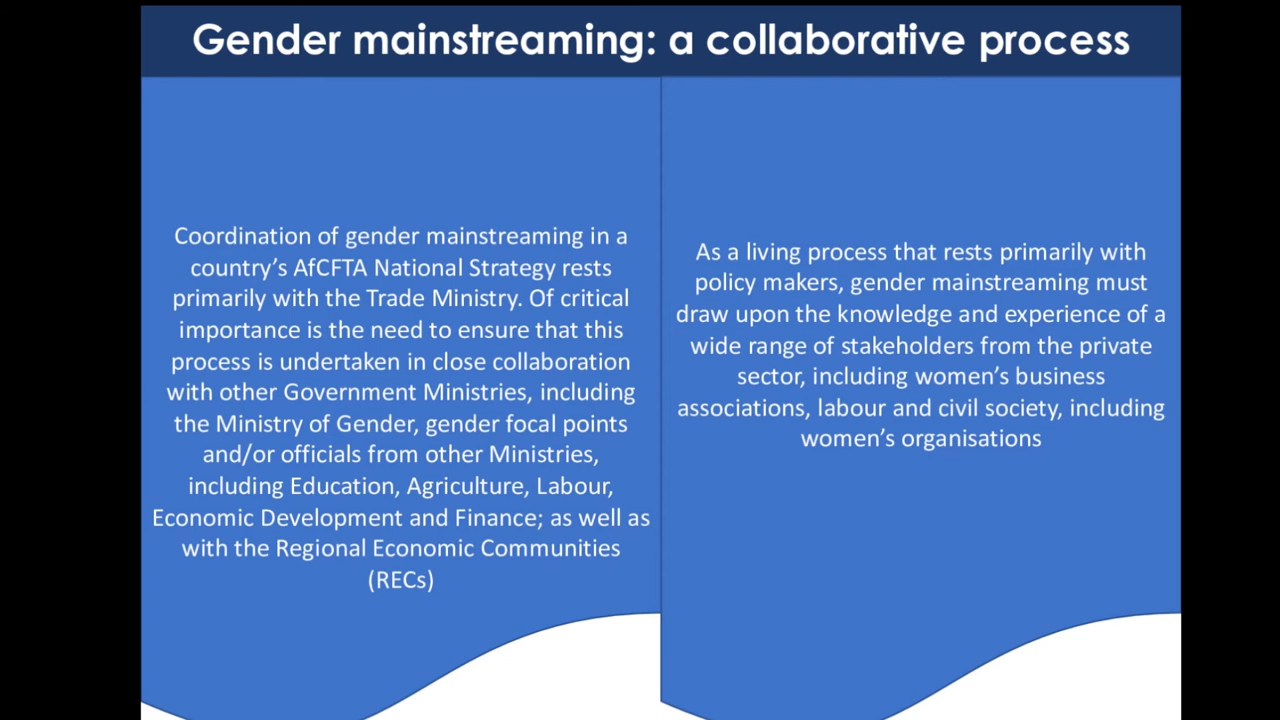 Gender mainstreaming: a collaborative process
Coordination of gender mainstreaming in a
country’s AfCFTA National Strategy rests
primarily with the Trade Ministry. Of critical
importance is the need to ensure that this
process is undertaken in close collaboration
with other Government Ministries, including
the Ministry of Gender, gender focal points
and/or officials from other Ministries,
including Education, Agriculture, Labour,
Economic Development and Finance; as well as
with the Regional Economic Communities
(RECs)
As a living process that rests primarily with
policy makers, gender mainstreaming must
draw upon the knowledge and experience of a
wide range of stakeholders from the private
sector, including women’s business
associations, labour and civil society, including
women’s organisations